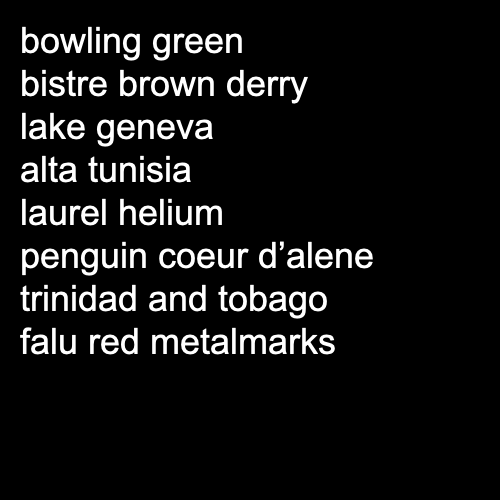 bowling green
bistre brown derry
lake geneva
alta tunisia
laurel helium
penguin coeur d’alene
trinidad and tobago
falu red metalmarks